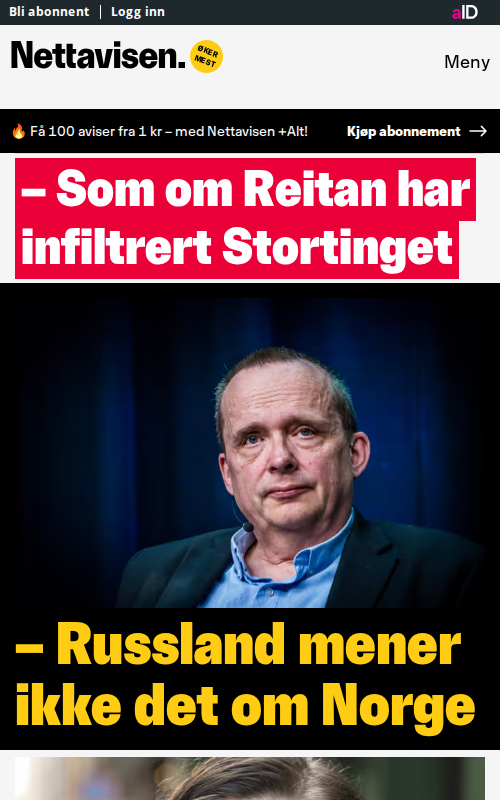 Bli abonnent | Logg inn
aID
Nettavisen.
ØKER
MEST
Meny
🔥 Få 100 aviser fra 1 kr – med Nettavisen +Alt!
Kjøp abonnement →
– Som om Reitan har
infiltrert Stortinget
– Russland mener
ikke det om Norge